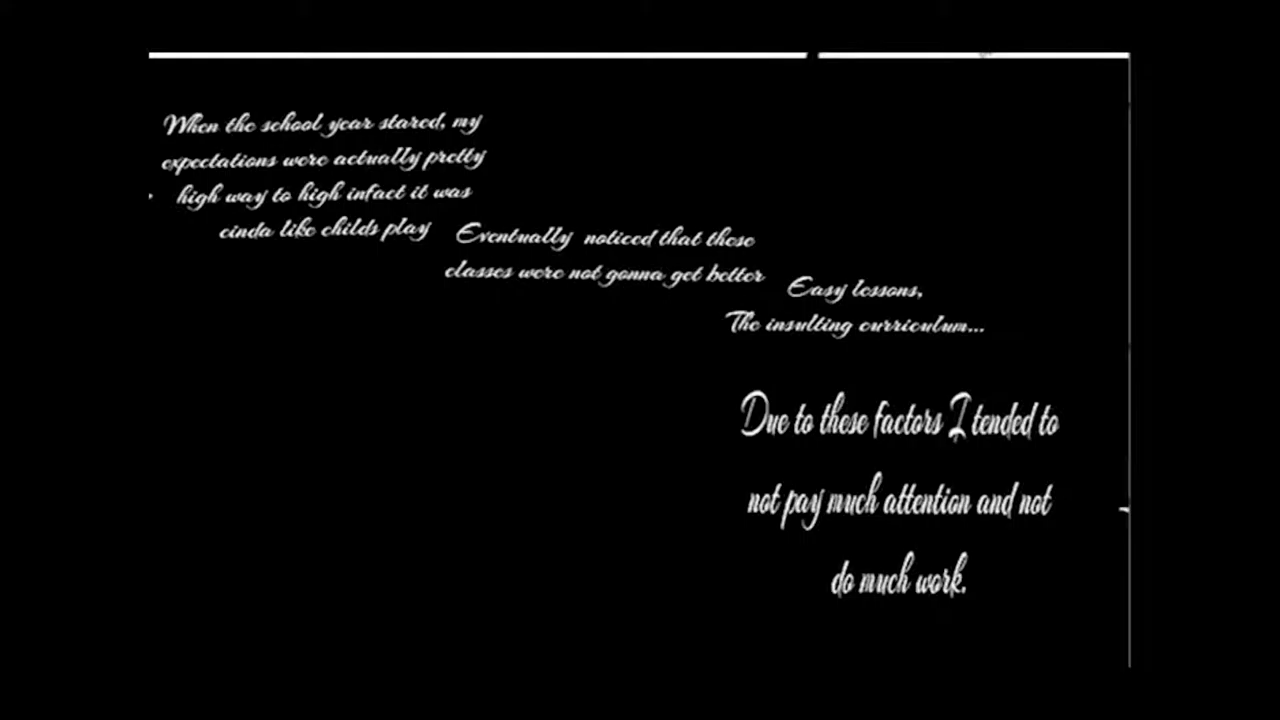 When the school year stared, my
expectations were actually pretty
high way to high infact it was
cinda like childs play
Eventually noticed that these
classes were not gonna get better
Easy lessons,
The insulting curriculum...
Due to these factors I tended to
not pay much attention and not
do much work.